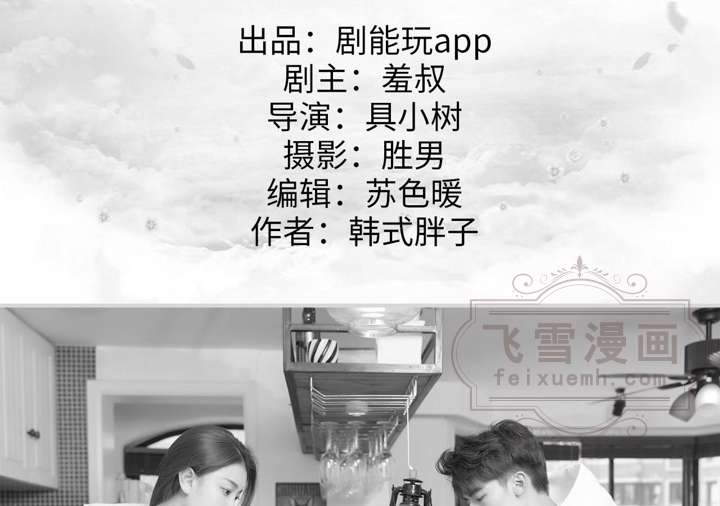 出品：剧能玩app
剧主：羞叔
导演：具小树
摄影：胜男
编辑：苏色暖
作者：韩式胖子
飞雪漫画
feixuemh.com